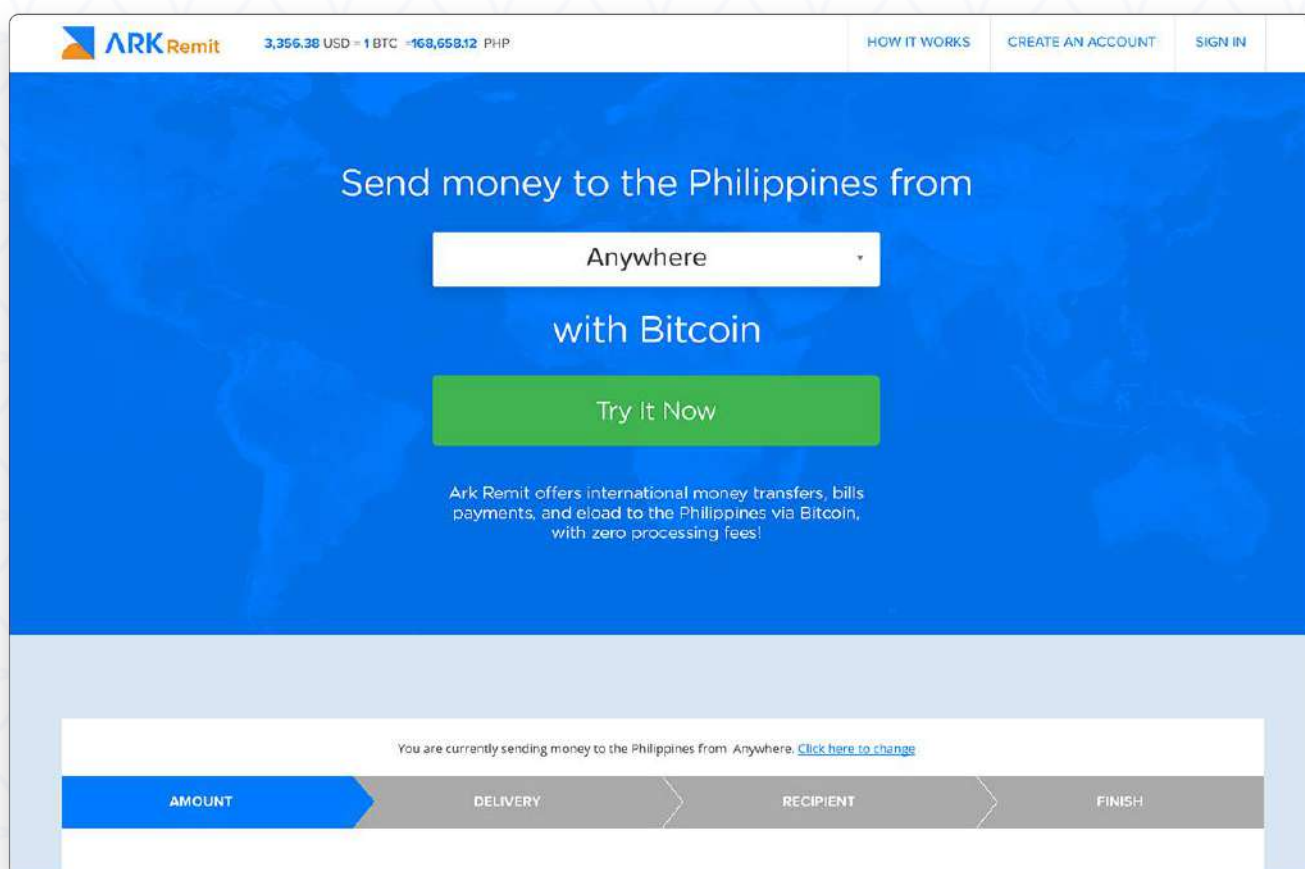 ARK Remit 3,356.38 USD = 1 BTC =168,658.12 PHP HOW IT WORKS CREATE AN ACCOUNT SIGN IN
Send money to the Philippines from
Anywhere
with Bitcoin
Try It Now
Ark Remit offers international money transfers, bills
payments, and eload to the Philippines via Bitcoin,
with zero processing fees!
You are currently sending money to the Philippines from Anywhere. Click here to change
AMOUNT DELIVERY RECIPIENT FINISH